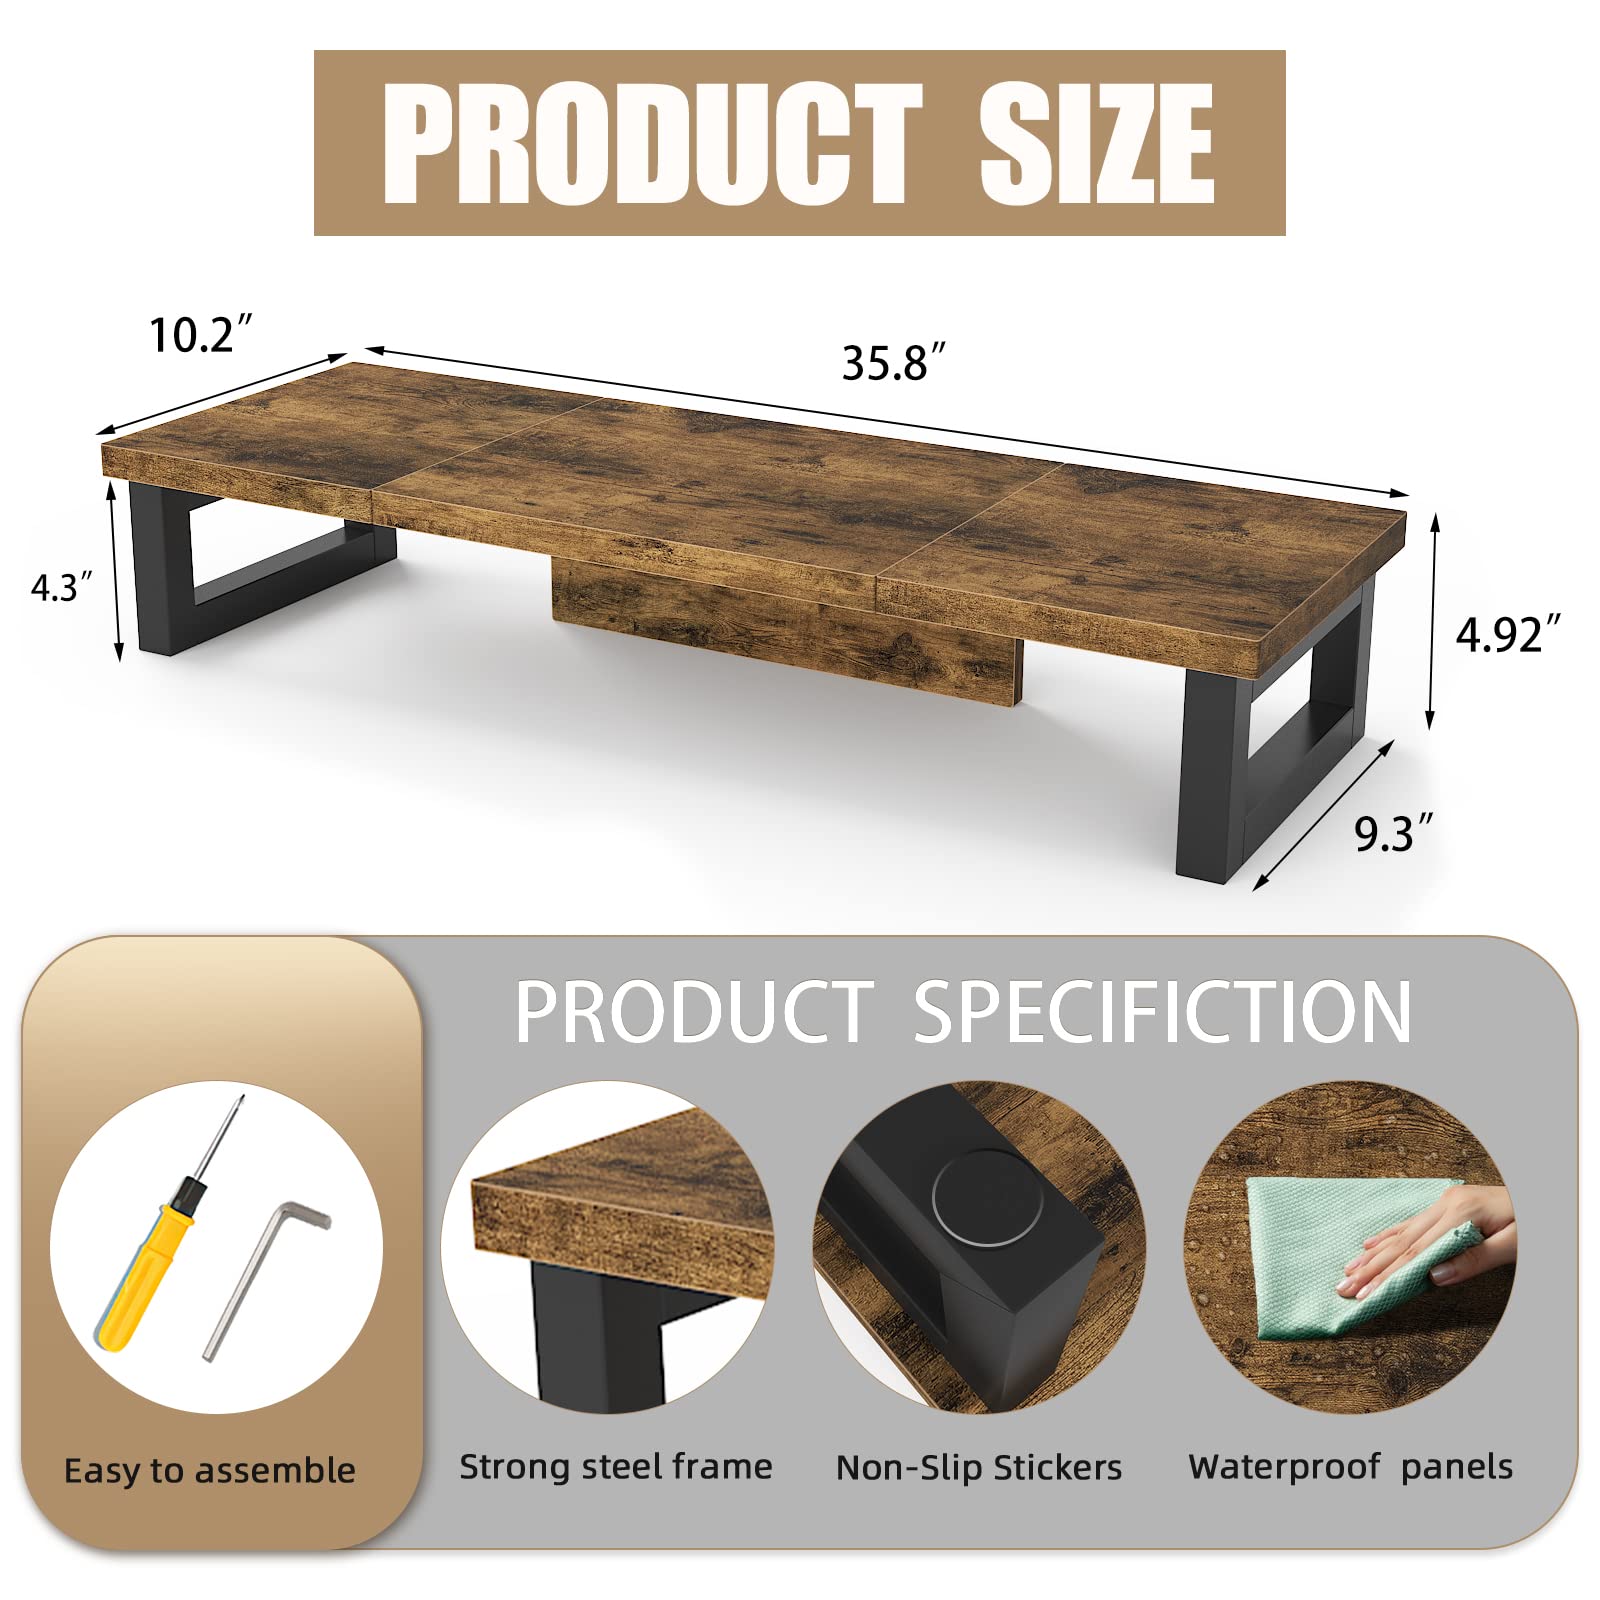 PRODUCT SIZE
10.2"
35.8"
4.3"
4.92"
9.3"
PRODUCT SPECIFICTION
Easy to assemble
Strong steel frame
Non-Slip Stickers
Waterproof panels